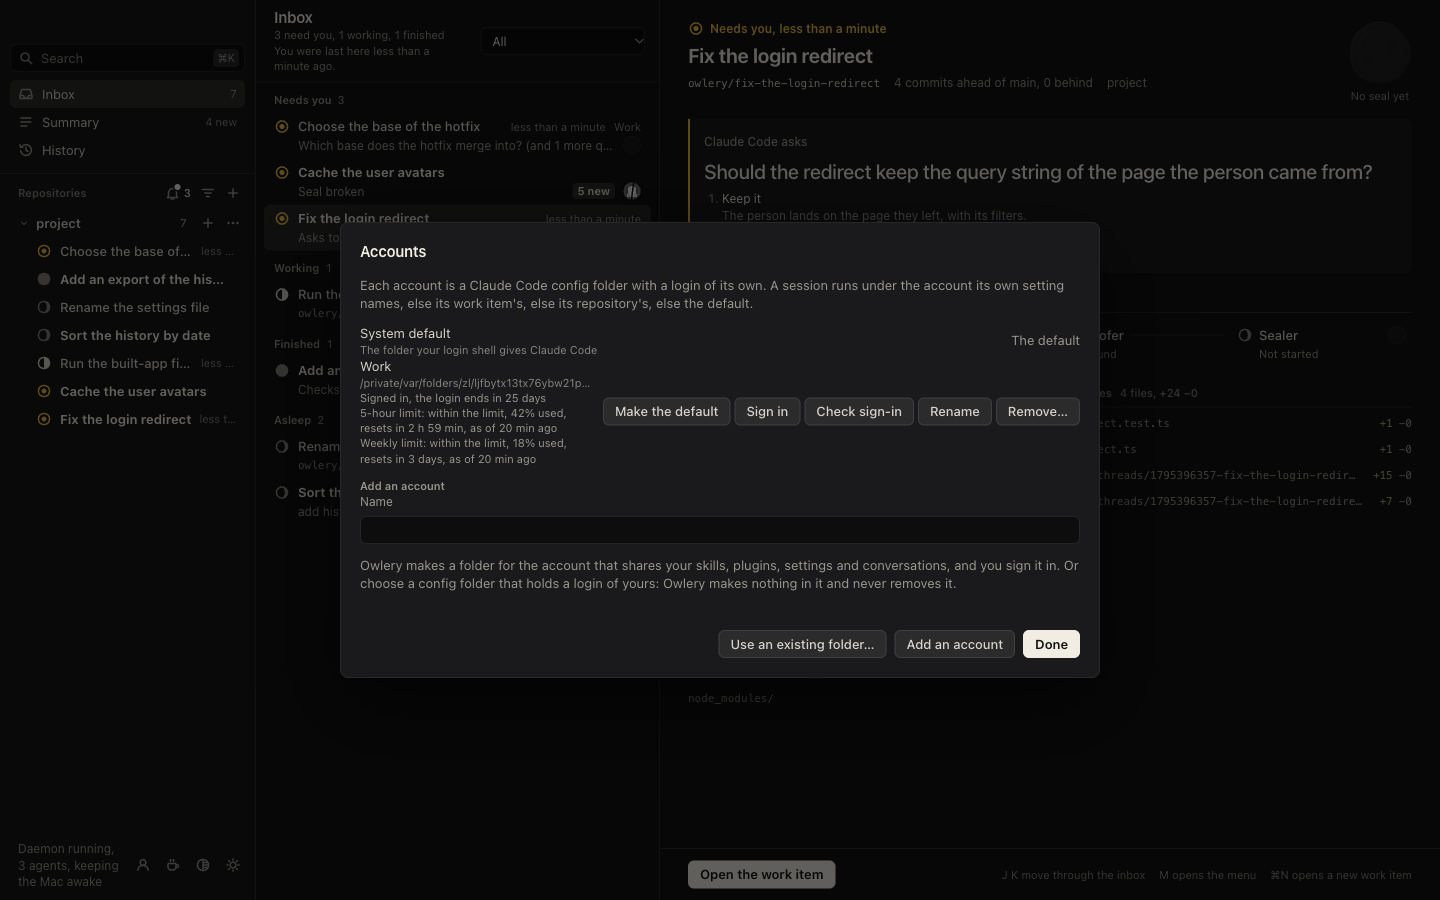 Search ⌘K
Inbox 7
Summary 4 new
History
Repositories 3
project 7
Choose the base of... less ...
Add an export of the his...
Rename the settings file
Sort the history by date
Run the built-app fi... less ...
Cache the user avatars
Fix the login redirect less t...
Daemon running,
3 agents, keeping
the Mac awake
Inbox
3 need you, 1 working, 1 finished
You were last here less than a
minute ago.
All
Needs you 3
Choose the base of the hotfix less than a minute Work
Which base does the hotfix merge into? (and 1 more q...
Cache the user avatars
Seal broken 5 new
Fix the login redirect less than a minute
Asks to
Working 1
Run the
owlery/
Finished 1
Add an
Checks
Asleep 2
Renam
owlery/
Sort th
add his
Needs you, less than a minute
Fix the login redirect
owlery/fix-the-login-redirect 4 commits ahead of main, 0 behind project
No seal yet
Claude Code asks
Should the redirect keep the query string of the page the person came from?
1. Keep it
The person lands on the page they left, with its filters.
ofer Sealer
und Not started
es 4 files, +24 −0
ect.test.ts +1 −0
ect.ts +1 −0
threads/1795396357-fix-the-login-redir… +15 −0
threads/1795396357-fix-the-login-redire… +7 −0
node_modules/
Open the work item
J K move through the inbox M opens the menu ⌘N opens a new work item
Accounts
Each account is a Claude Code config folder with a login of its own. A session runs under the account its own setting
names, else its work item's, else its repository's, else the default.
System default
The folder your login shell gives Claude Code
The default
Work
/private/var/folders/zl/ljfbytx13tx76ybw21p...
Signed in, the login ends in 25 days
5-hour limit: within the limit, 42% used,
resets in 2 h 59 min, as of 20 min ago
Weekly limit: within the limit, 18% used,
resets in 3 days, as of 20 min ago
Make the default Sign in Check sign-in Rename Remove...
Add an account
Name
Owlery makes a folder for the account that shares your skills, plugins, settings and conversations, and you sign it in. Or
choose a config folder that holds a login of yours: Owlery makes nothing in it and never removes it.
Use an existing folder... Add an account Done